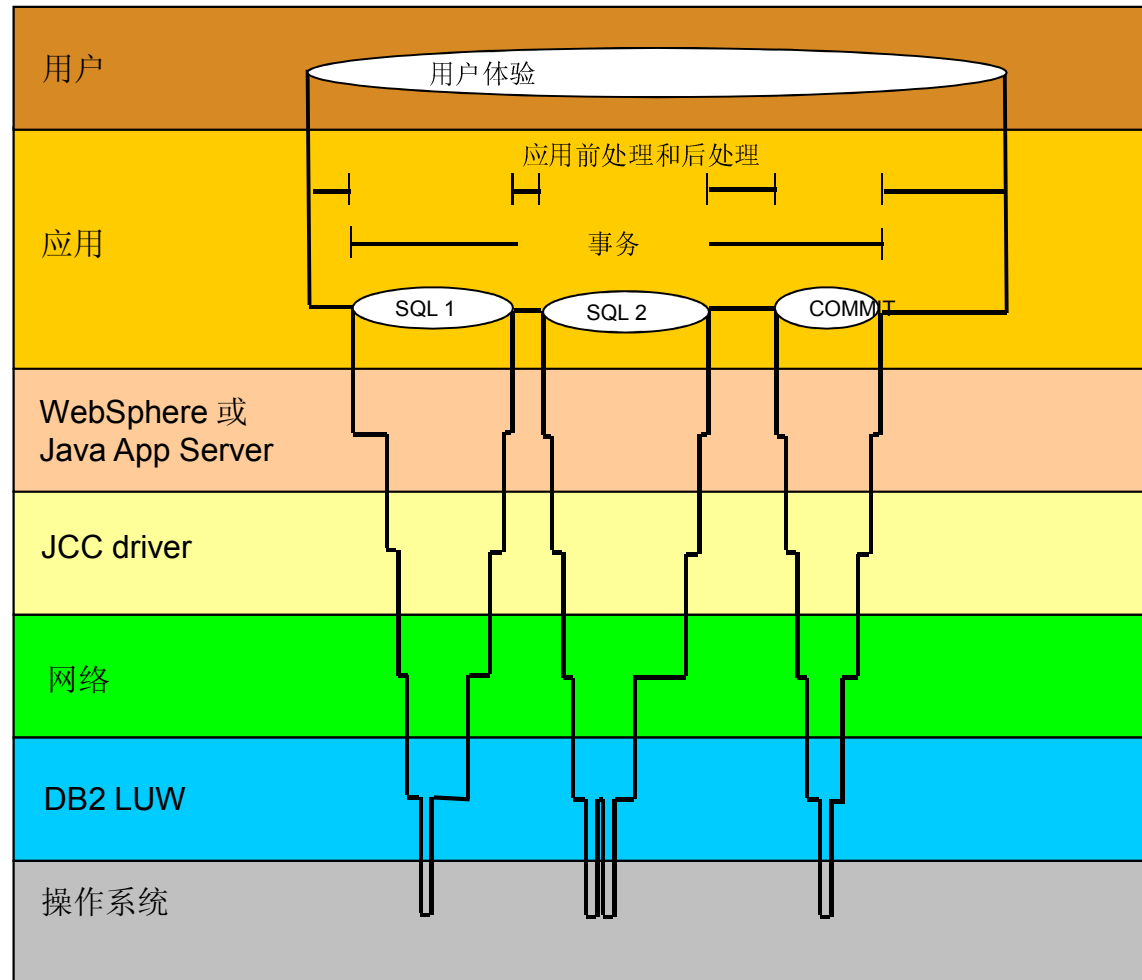 用户
用户体验
应用前处理和后处理
应用
事务
SQL 1
SQL 2
COMMIT
WebSphere 或
Java App Server
JCC driver
网络
DB2 LUW
操作系统